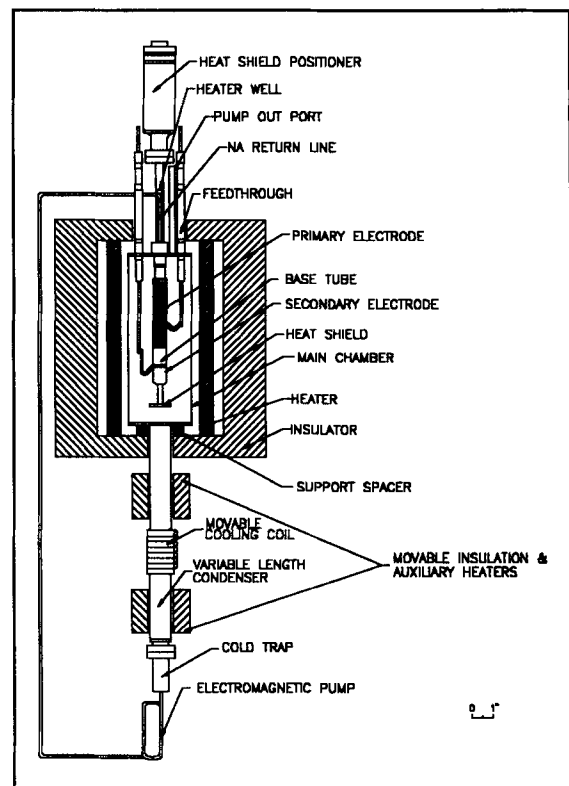 HEAT SHIELD POSITIONER
HEATER WELL
PUMP OUT PORT
NA RETURN LINE
FEEDTHROUGH
PRIMARY ELECTRODE
BASE TUBE
SECONDARY ELECTRODE
HEAT SHIELD
MAIN CHAMBER
HEATER
INSULATOR
SUPPORT SPACER
MOVABLE
COOLING COIL
MOVABLE INSULATION &
AUXILIARY HEATERS
VARIABLE LENGTH
CONDENSER
COLD TRAP
ELECTROMAGNETIC PUMP
0 1"